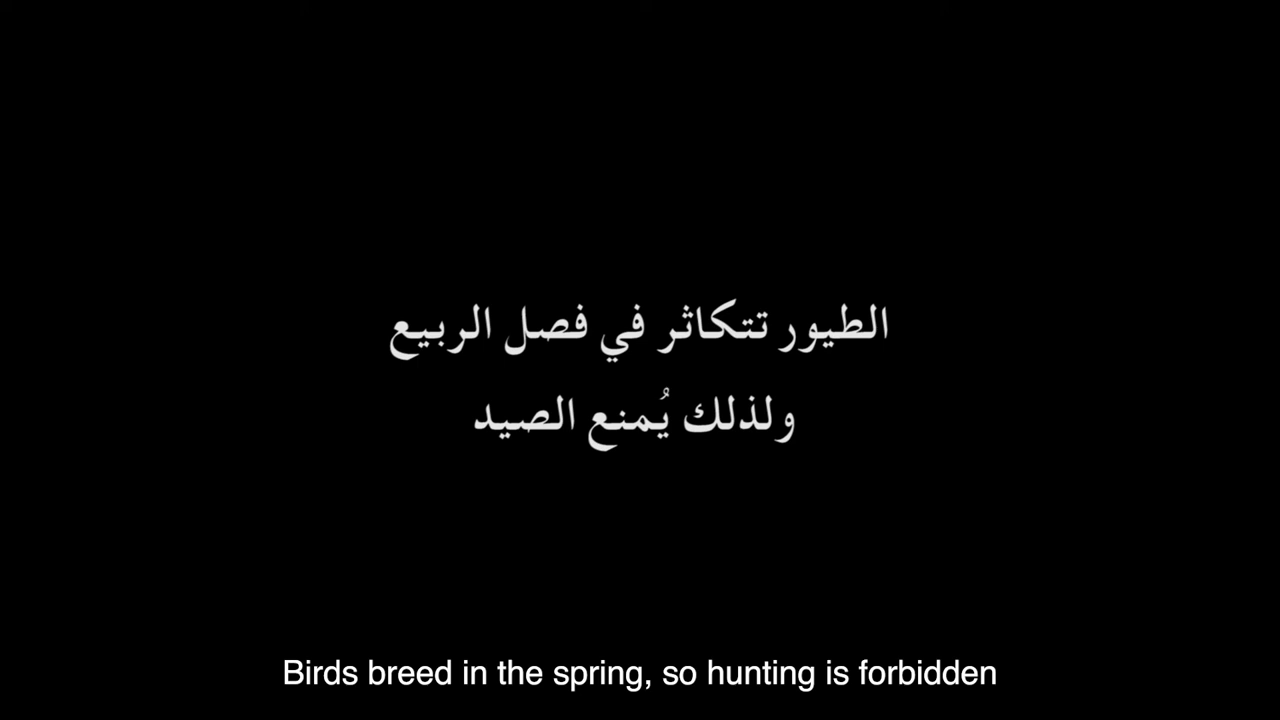 الطيور تتكاثر في فصل الربيع
ولذلك يُمنع الصيد
Birds breed in the spring, so hunting is forbidden